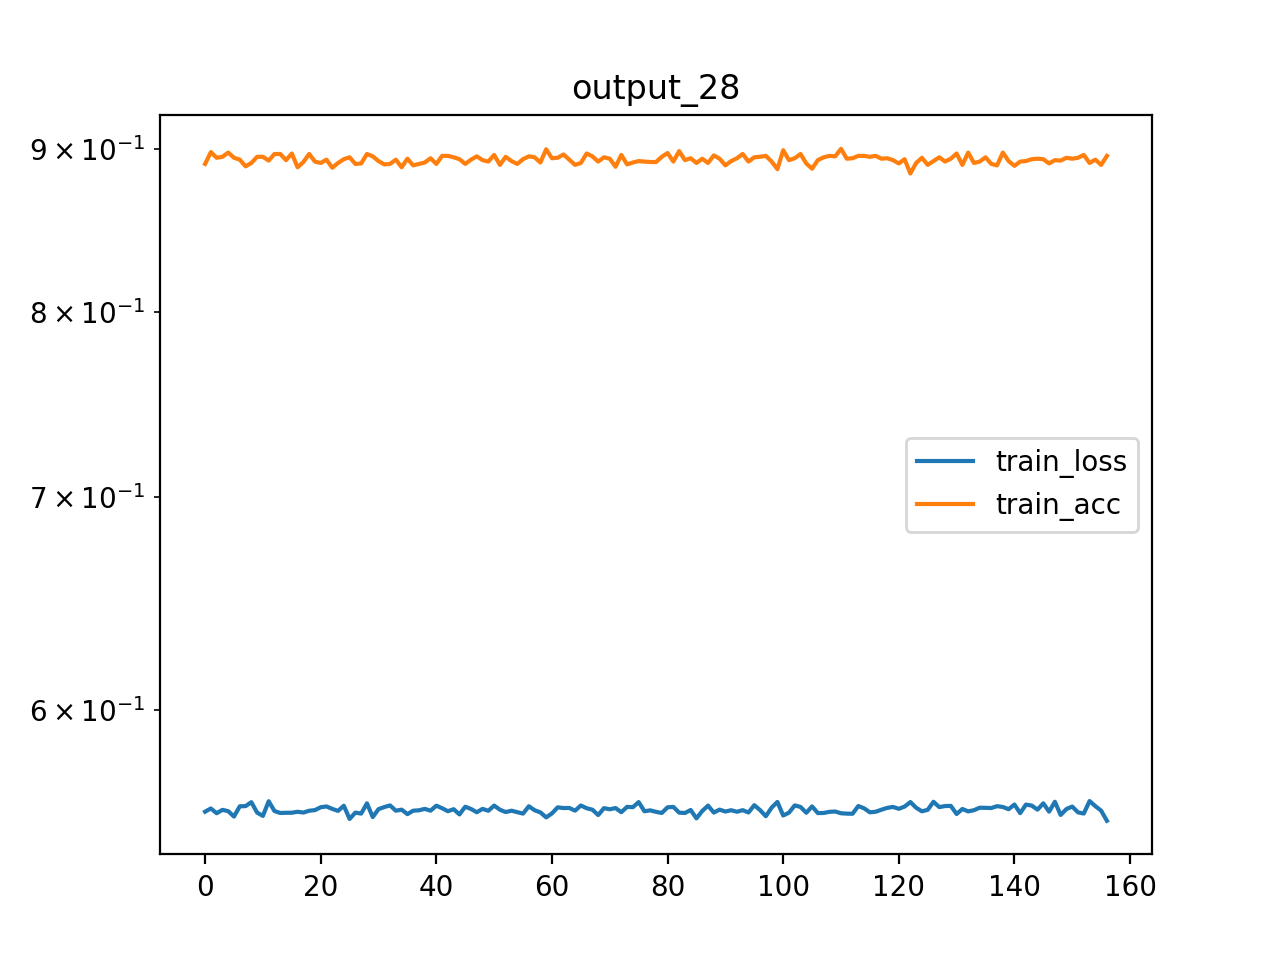 output_28
9 × 10⁻¹
8 × 10⁻¹
7 × 10⁻¹
6 × 10⁻¹
train_loss
train_acc
0 20 40 60 80 100 120 140 160